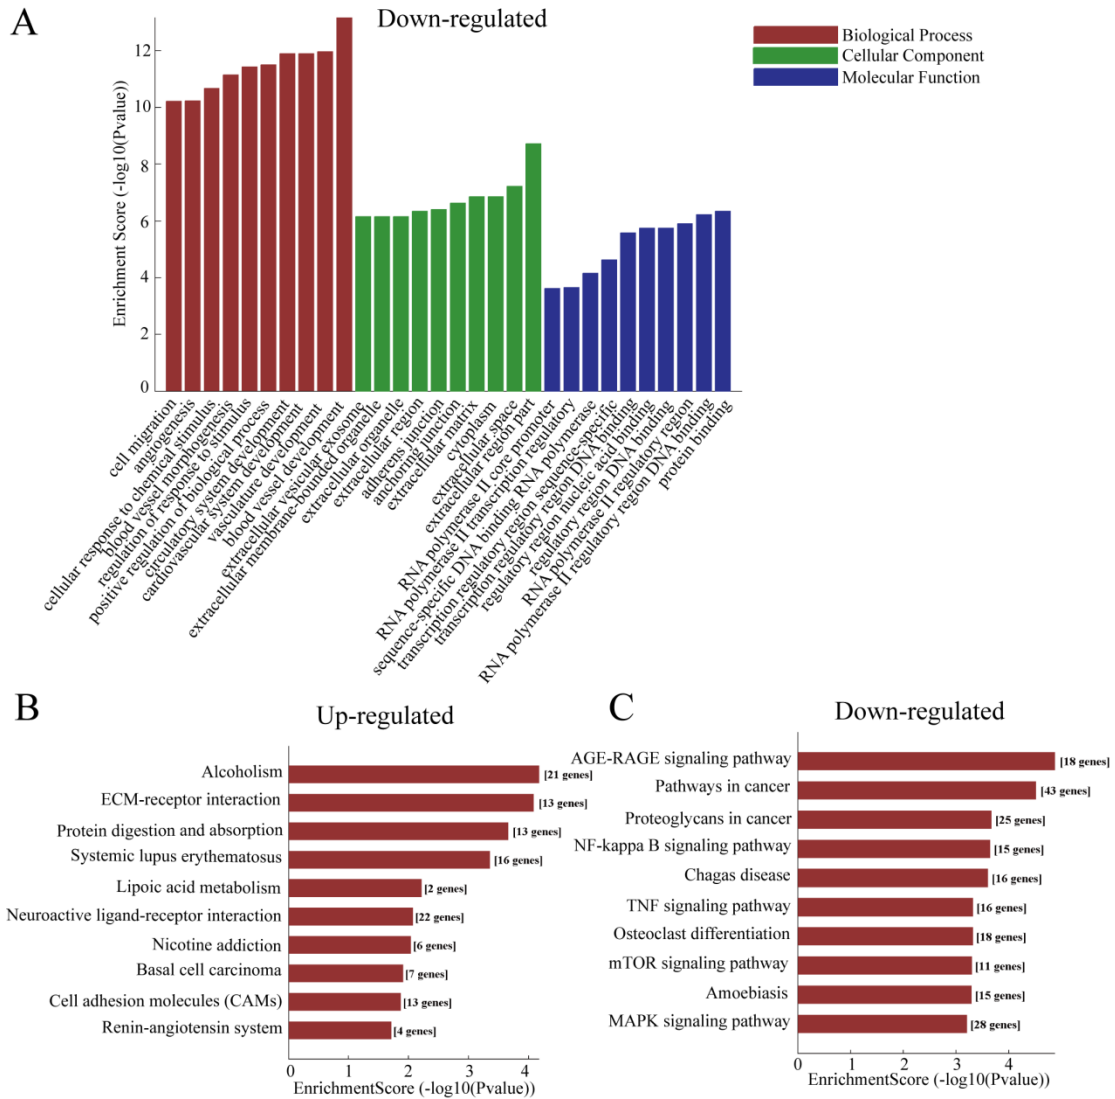 A
Down-regulated
Biological Process
Cellular Component
Molecular Function
Enrichment Score (-log10(Pvalue))
12
10
8
6
4
2
0
cell migration
angiogenesis
cellular response to chemical stimulus
blood vessel morphogenesis
regulation of response to stimulus
positive regulation of biological process
circulatory system development
cardiovascular system development
vasculature development
blood vessel development
extracellular vesicular exosome
extracellular membrane-bounded organelle
extracellular organelle
extracellular region
adherens junction
anchoring junction
extracellular matrix
cytoplasm
extracellular space
extracellular region part
RNA polymerase II core promoter
RNA polymerase II transcription regulatory
sequence-specific DNA binding RNA polymerase
transcription regulatory region sequence-specific
transcription regulatory region DNA binding
regulatory region nucleic acid binding
regulatory region DNA binding
RNA polymerase II regulatory region
RNA polymerase II regulatory region DNA binding
protein binding
B
Up-regulated
Alcoholism
[21 genes]
ECM-receptor interaction
[13 genes]
Protein digestion and absorption
[13 genes]
Systemic lupus erythematosus
[16 genes]
Lipoic acid metabolism
[2 genes]
Neuroactive ligand-receptor interaction
[22 genes]
Nicotine addiction
[6 genes]
Basal cell carcinoma
[7 genes]
Cell adhesion molecules (CAMs)
[13 genes]
Renin-angiotensin system
[4 genes]
0 1 2 3 4
EnrichmentScore (-log10(Pvalue))
C
Down-regulated
AGE-RAGE signaling pathway
[18 genes]
Pathways in cancer
[43 genes]
Proteoglycans in cancer
[25 genes]
NF-kappa B signaling pathway
[15 genes]
Chagas disease
[16 genes]
TNF signaling pathway
[16 genes]
Osteoclast differentiation
[18 genes]
mTOR signaling pathway
[11 genes]
Amoebiasis
[15 genes]
MAPK signaling pathway
[28 genes]
0 1 2 3 4
EnrichmentScore (-log10(Pvalue))